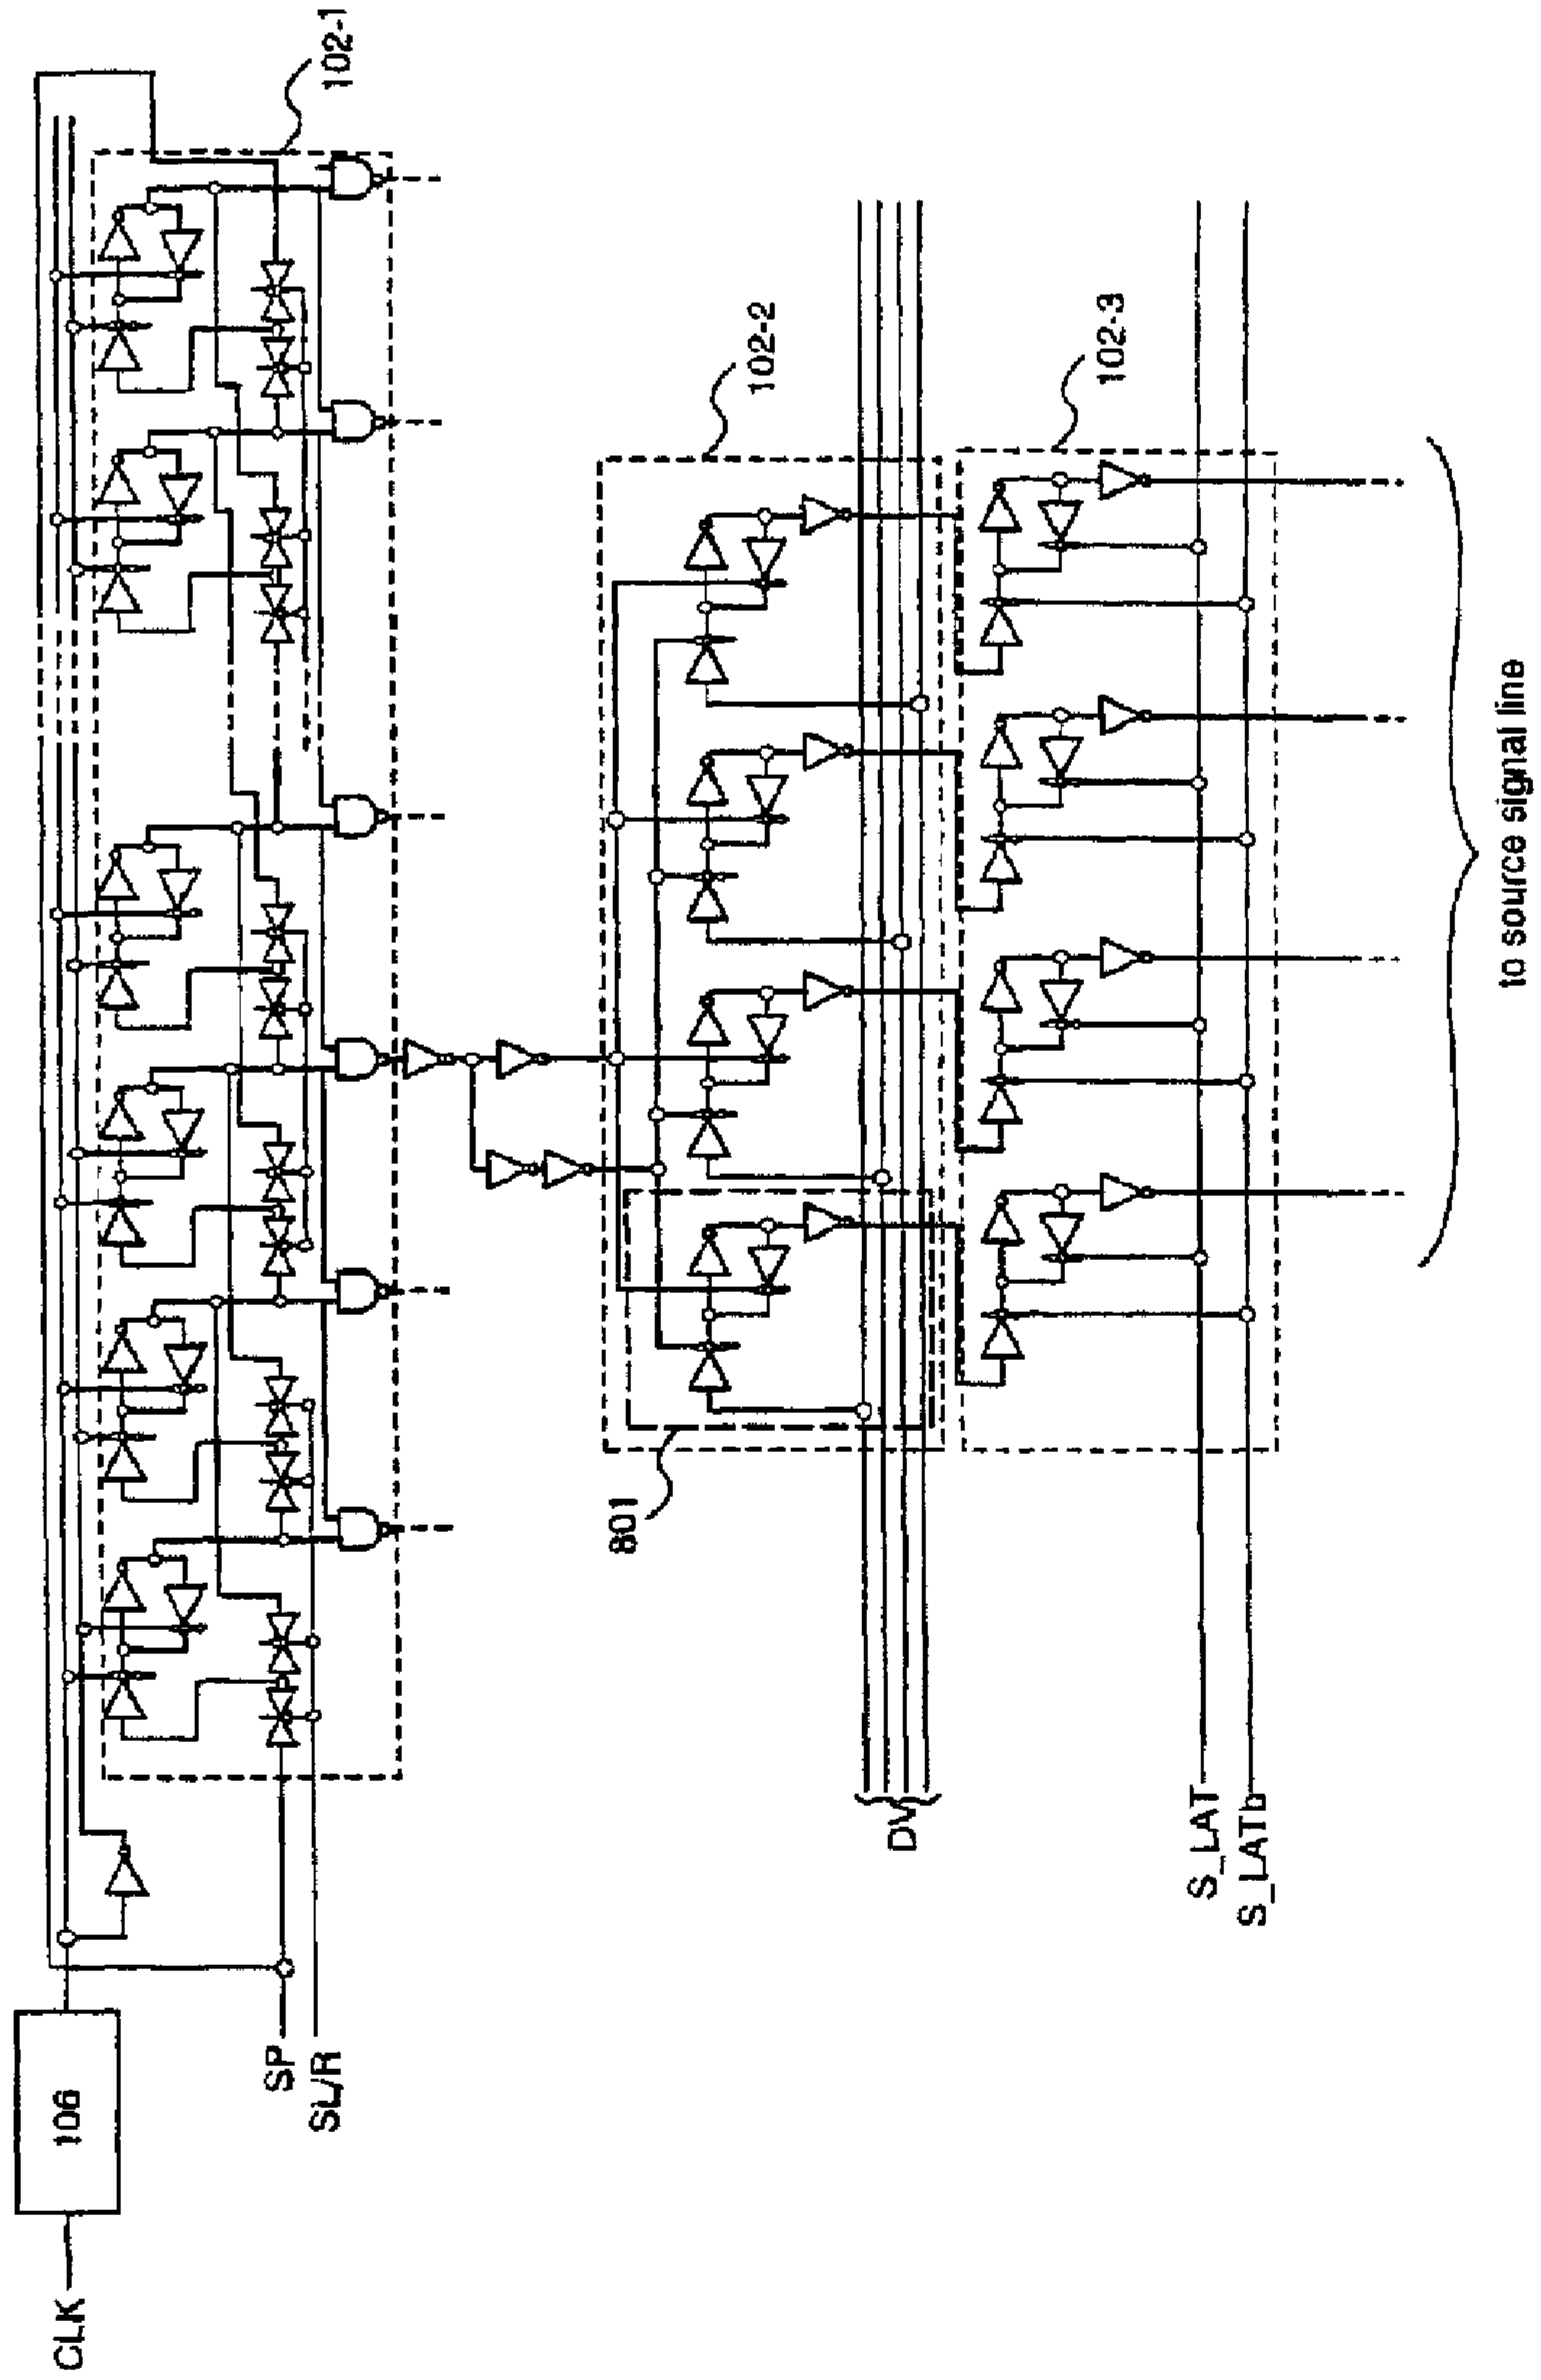 CLK
106
SP
SL/R
102-1
801
102-2
DV
102-3
S_LAT
S_LATb
to source signal line